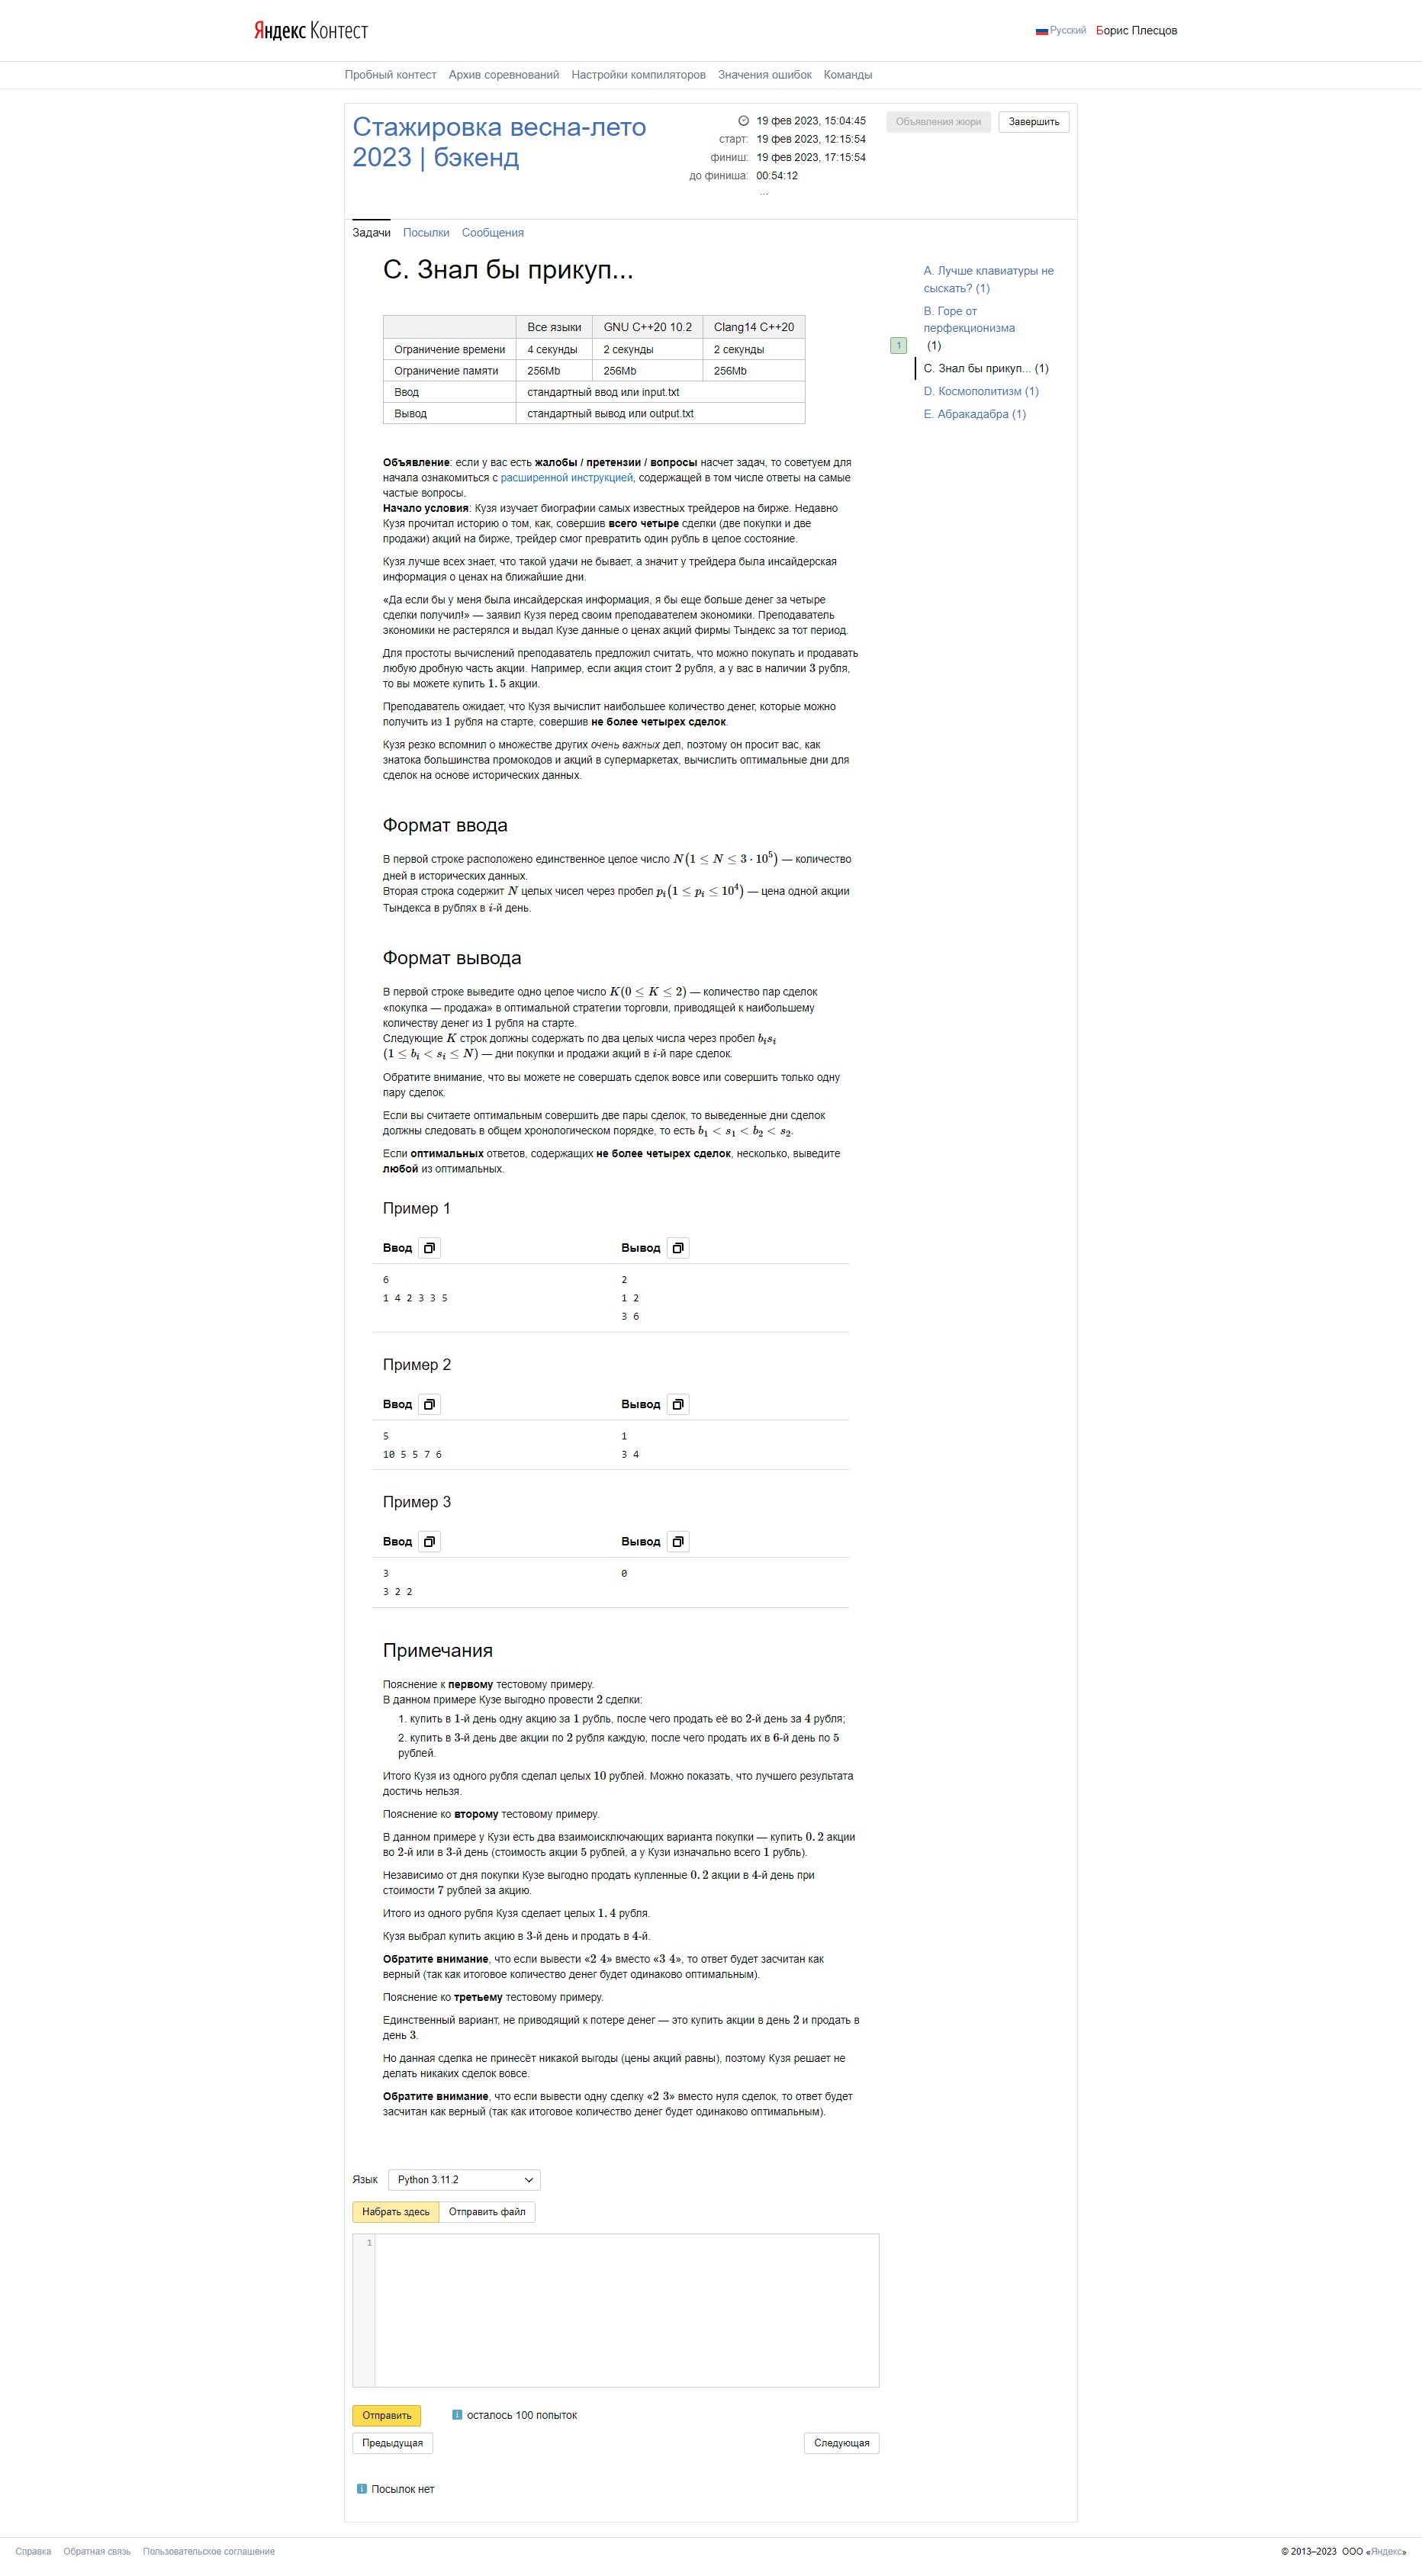 Яндекс Контест
Русский Борис Плесцов
Пробный контест Архив соревнований Настройки компиляторов Значения ошибок Команды
Стажировка весна-лето
2023 | бэкенд
19 фев 2023, 15:04:45
старт: 19 фев 2023, 12:15:54
финиш: 19 фев 2023, 17:15:54
до финиша: 00:54:12
...
Объявления жюри Завершить
Задачи Посылки Сообщения
C. Знал бы прикуп...
A. Лучше клавиатуры не
сыскать? (1)
B. Горе от
перфекционизма
1 (1)
C. Знал бы прикуп... (1)
D. Космополитизм (1)
E. Абракадабра (1)
Все языки GNU C++20 10.2 Clang14 C++20
Ограничение времени 4 секунды 2 секунды 2 секунды
Ограничение памяти 256Mb 256Mb 256Mb
Ввод стандартный ввод или input.txt
Вывод стандартный вывод или output.txt
Объявление: если у вас есть жалобы / претензии / вопросы насчет задач, то советуем для
начала ознакомиться с расширенной инструкцией, содержащей в том числе ответы на самые
частые вопросы.
Начало условия: Кузя изучает биографии самых известных трейдеров на бирже. Недавно
Кузя прочитал историю о том, как, совершив всего четыре сделки (две покупки и две
продажи) акций на бирже, трейдер смог превратить один рубль в целое состояние.
Кузя лучше всех знает, что такой удачи не бывает, а значит у трейдера была инсайдерская
информация о ценах на ближайшие дни.
«Да если бы у меня была инсайдерская информация, я бы еще больше денег за четыре
сделки получил!» — заявил Кузя перед своим преподавателем экономики. Преподаватель
экономики не растерялся и выдал Кузе данные о ценах акций фирмы Тындекс за тот период.
Для простоты вычислений преподаватель предложил считать, что можно покупать и продавать
любую дробную часть акции. Например, если акция стоит 2 рубля, а у вас в наличии 3 рубля,
то вы можете купить 1.5 акции.
Преподаватель ожидает, что Кузя вычислит наибольшее количество денег, которые можно
получить из 1 рубля на старте, совершив не более четырех сделок.
Кузя резко вспомнил о множестве других очень важных дел, поэтому он просит вас, как
знатока большинства промокодов и акций в супермаркетах, вычислить оптимальные дни для
сделок на основе исторических данных.
Формат ввода
В первой строке расположено единственное целое число N(1 ≤ N ≤ 3 · 10⁵) — количество
дней в исторических данных.
Вторая строка содержит N целых чисел через пробел pᵢ(1 ≤ pᵢ ≤ 10⁴) — цена одной акции
Тындекса в рублях в i-й день.
Формат вывода
В первой строке выведите одно целое число K(0 ≤ K ≤ 2) — количество пар сделок
«покупка — продажа» в оптимальной стратегии торговли, приводящей к наибольшему
количеству денег из 1 рубля на старте.
Следующие K строк должны содержать по два целых числа через пробел bᵢsᵢ
(1 ≤ bᵢ < sᵢ ≤ N) — дни покупки и продажи акций в i-й паре сделок.
Обратите внимание, что вы можете не совершать сделок вовсе или совершить только одну
пару сделок.
Если вы считаете оптимальным совершить две пары сделок, то выведенные дни сделок
должны следовать в общем хронологическом порядке, то есть b₁ < s₁ < b₂ < s₂.
Если оптимальных ответов, содержащих не более четырех сделок, несколько, выведите
любой из оптимальных.
Пример 1
Ввод Вывод
6 2
1 4 2 3 3 5 1 2
3 6
Пример 2
Ввод Вывод
5 1
10 5 5 7 6 3 4
Пример 3
Ввод Вывод
3 0
3 2 2
Примечания
Пояснение к первому тестовому примеру.
В данном примере Кузе выгодно провести 2 сделки:
1. купить в 1-й день одну акцию за 1 рубль, после чего продать её во 2-й день за 4 рубля;
2. купить в 3-й день две акции по 2 рубля каждую, после чего продать их в 6-й день по 5
рублей.
Итого Кузя из одного рубля сделал целых 10 рублей. Можно показать, что лучшего результата
достичь нельзя.
Пояснение ко второму тестовому примеру.
В данном примере у Кузи есть два взаимоисключающих варианта покупки — купить 0.2 акции
во 2-й или в 3-й день (стоимость акции 5 рублей, а у Кузи изначально всего 1 рубль).
Независимо от дня покупки Кузе выгодно продать купленные 0.2 акции в 4-й день при
стоимости 7 рублей за акцию.
Итого из одного рубля Кузя сделает целых 1.4 рубля.
Кузя выбрал купить акцию в 3-й день и продать в 4-й.
Обратите внимание, что если вывести «2 4» вместо «3 4», то ответ будет засчитан как
верный (так как итоговое количество денег будет одинаково оптимальным).
Пояснение ко третьему тестовому примеру.
Единственный вариант, не приводящий к потере денег — это купить акции в день 2 и продать в
день 3.
Но данная сделка не принесёт никакой выгоды (цены акций равны), поэтому Кузя решает не
делать никаких сделок вовсе.
Обратите внимание, что если вывести одну сделку «2 3» вместо нуля сделок, то ответ будет
засчитан как верный (так как итоговое количество денег будет одинаково оптимальным).
Язык Python 3.11.2
Набрать здесь Отправить файл
1
Отправить осталось 100 попыток
Предыдущая Следующая
Посылок нет
Справка Обратная связь Пользовательское соглашение © 2013–2023 ООО «Яндекс»